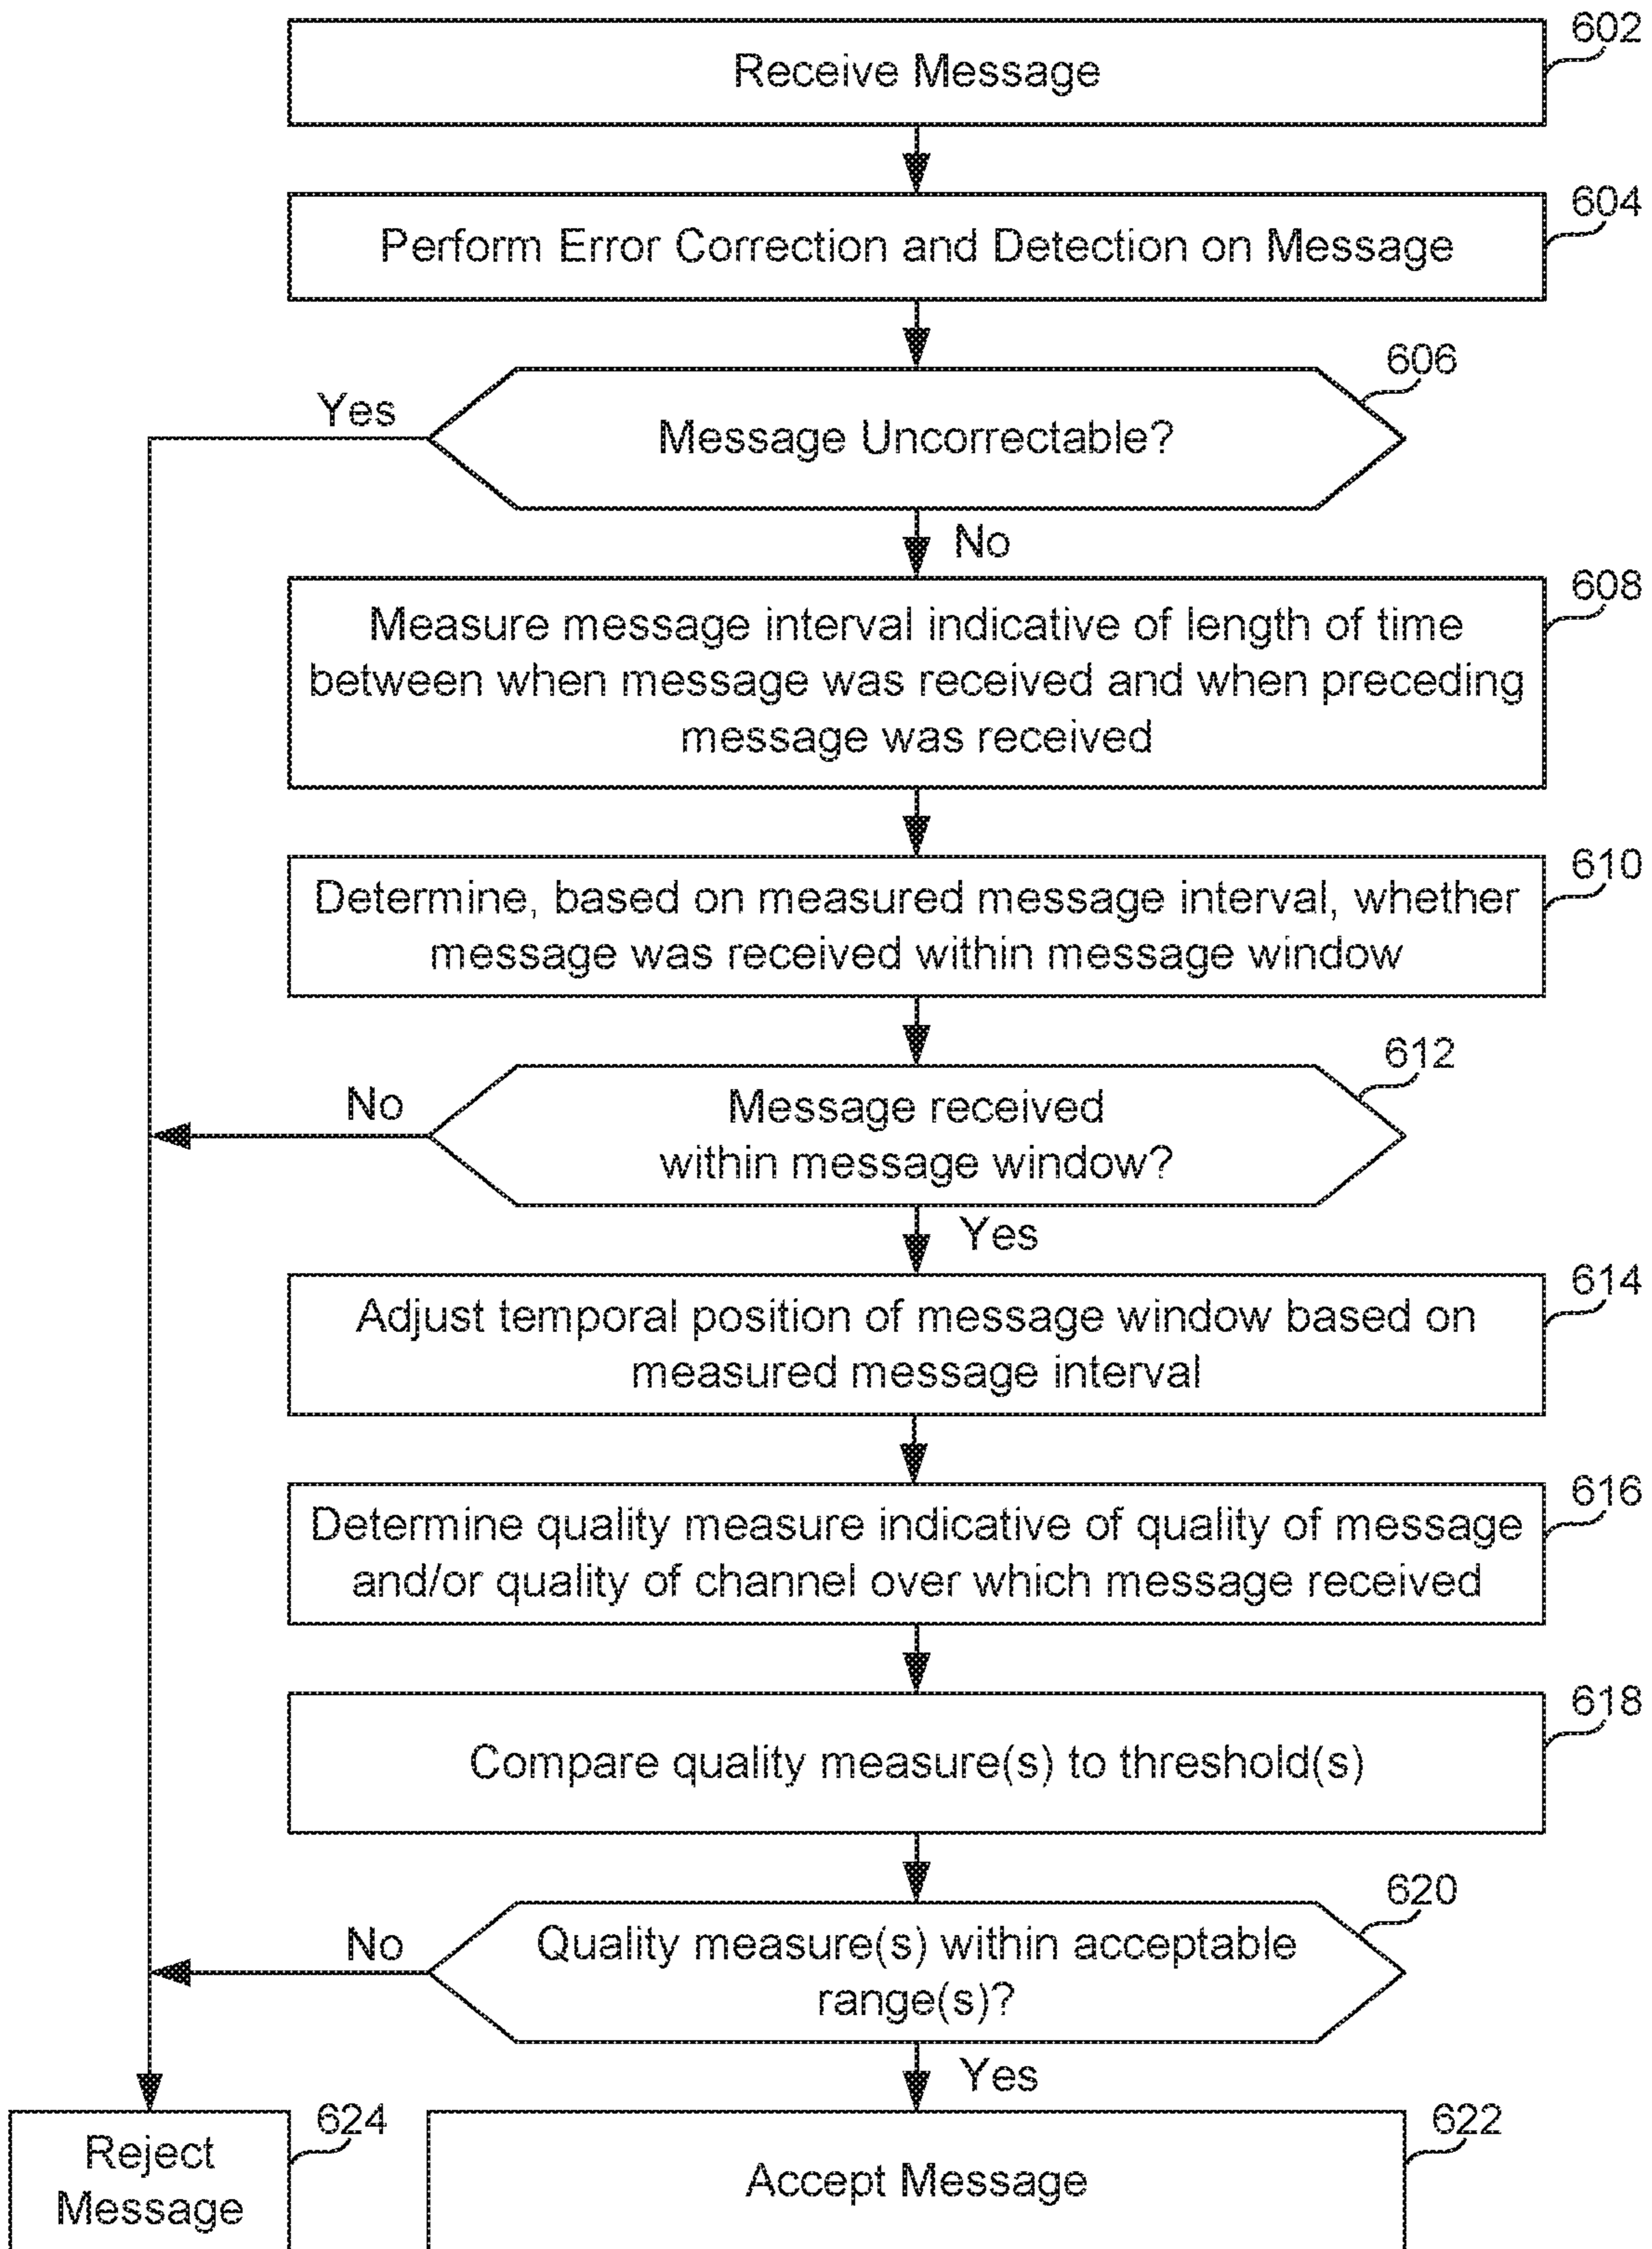 602
Receive Message
604
Perform Error Correction and Detection on Message
606
Yes
Message Uncorrectable?
No
608
Measure message interval indicative of length of time
between when message was received and when preceding
message was received
610
Determine, based on measured message interval, whether
message was received within message window
612
No
Message received
within message window?
Yes
614
Adjust temporal position of message window based on
measured message interval
616
Determine quality measure indicative of quality of message
and/or quality of channel over which message received
618
Compare quality measure(s) to threshold(s)
620
No
Quality measure(s) within acceptable
range(s)?
Yes
624
Reject
Message
622
Accept Message